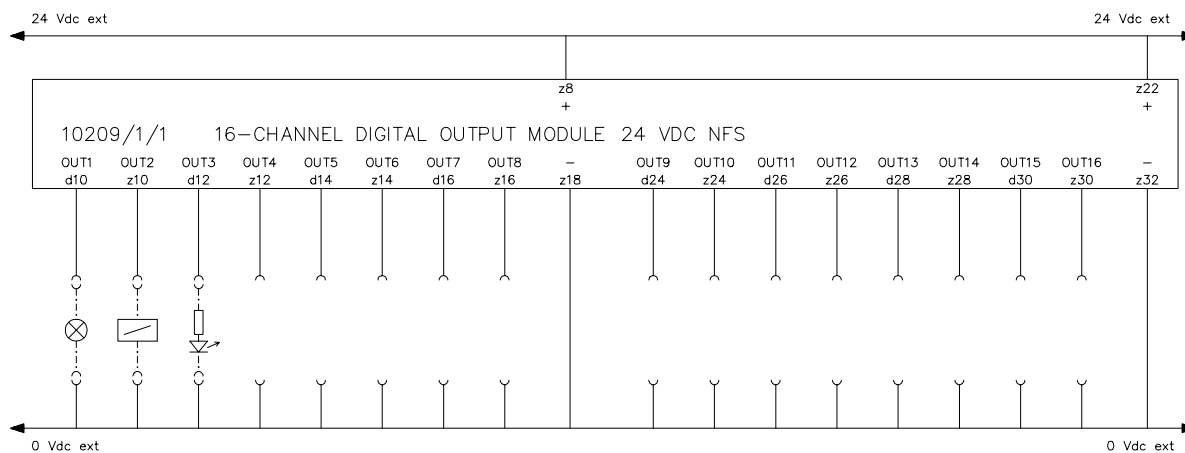 24 Vdc ext 24 Vdc ext
z8 z22
+ +
10209/1/1 16-CHANNEL DIGITAL OUTPUT MODULE 24 VDC NFS
OUT1 OUT2 OUT3 OUT4 OUT5 OUT6 OUT7 OUT8 - OUT9 OUT10 OUT11 OUT12 OUT13 OUT14 OUT15 OUT16 -
d10 z10 d12 z12 d14 z14 d16 z16 z18 d24 z24 d26 z26 d28 z28 d30 z30 z32
0 Vdc ext 0 Vdc ext